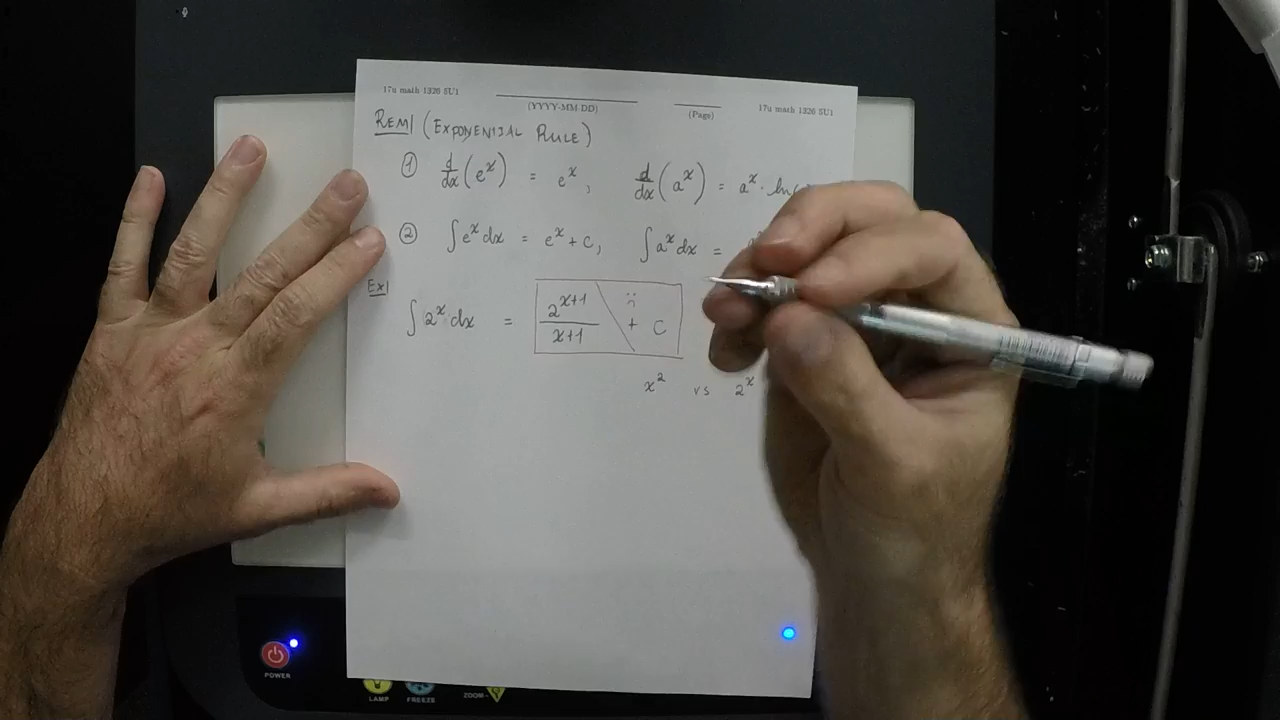 17u math 1326 5U1 (YYYY-MM-DD) (Page) 17u math 1326 5U1
REM| (EXPONENTIAL RULE)
① d/dx (e^x) = e^x, d/dx (a^x) = a^x · ln(
② ∫e^x dx = e^x + C, ∫a^x dx =
Ex|
∫2^x dx = 2^(x+1)/(x+1) + C
x^2 vs 2^x
POWER
LAMP FREEZE ZOOM-